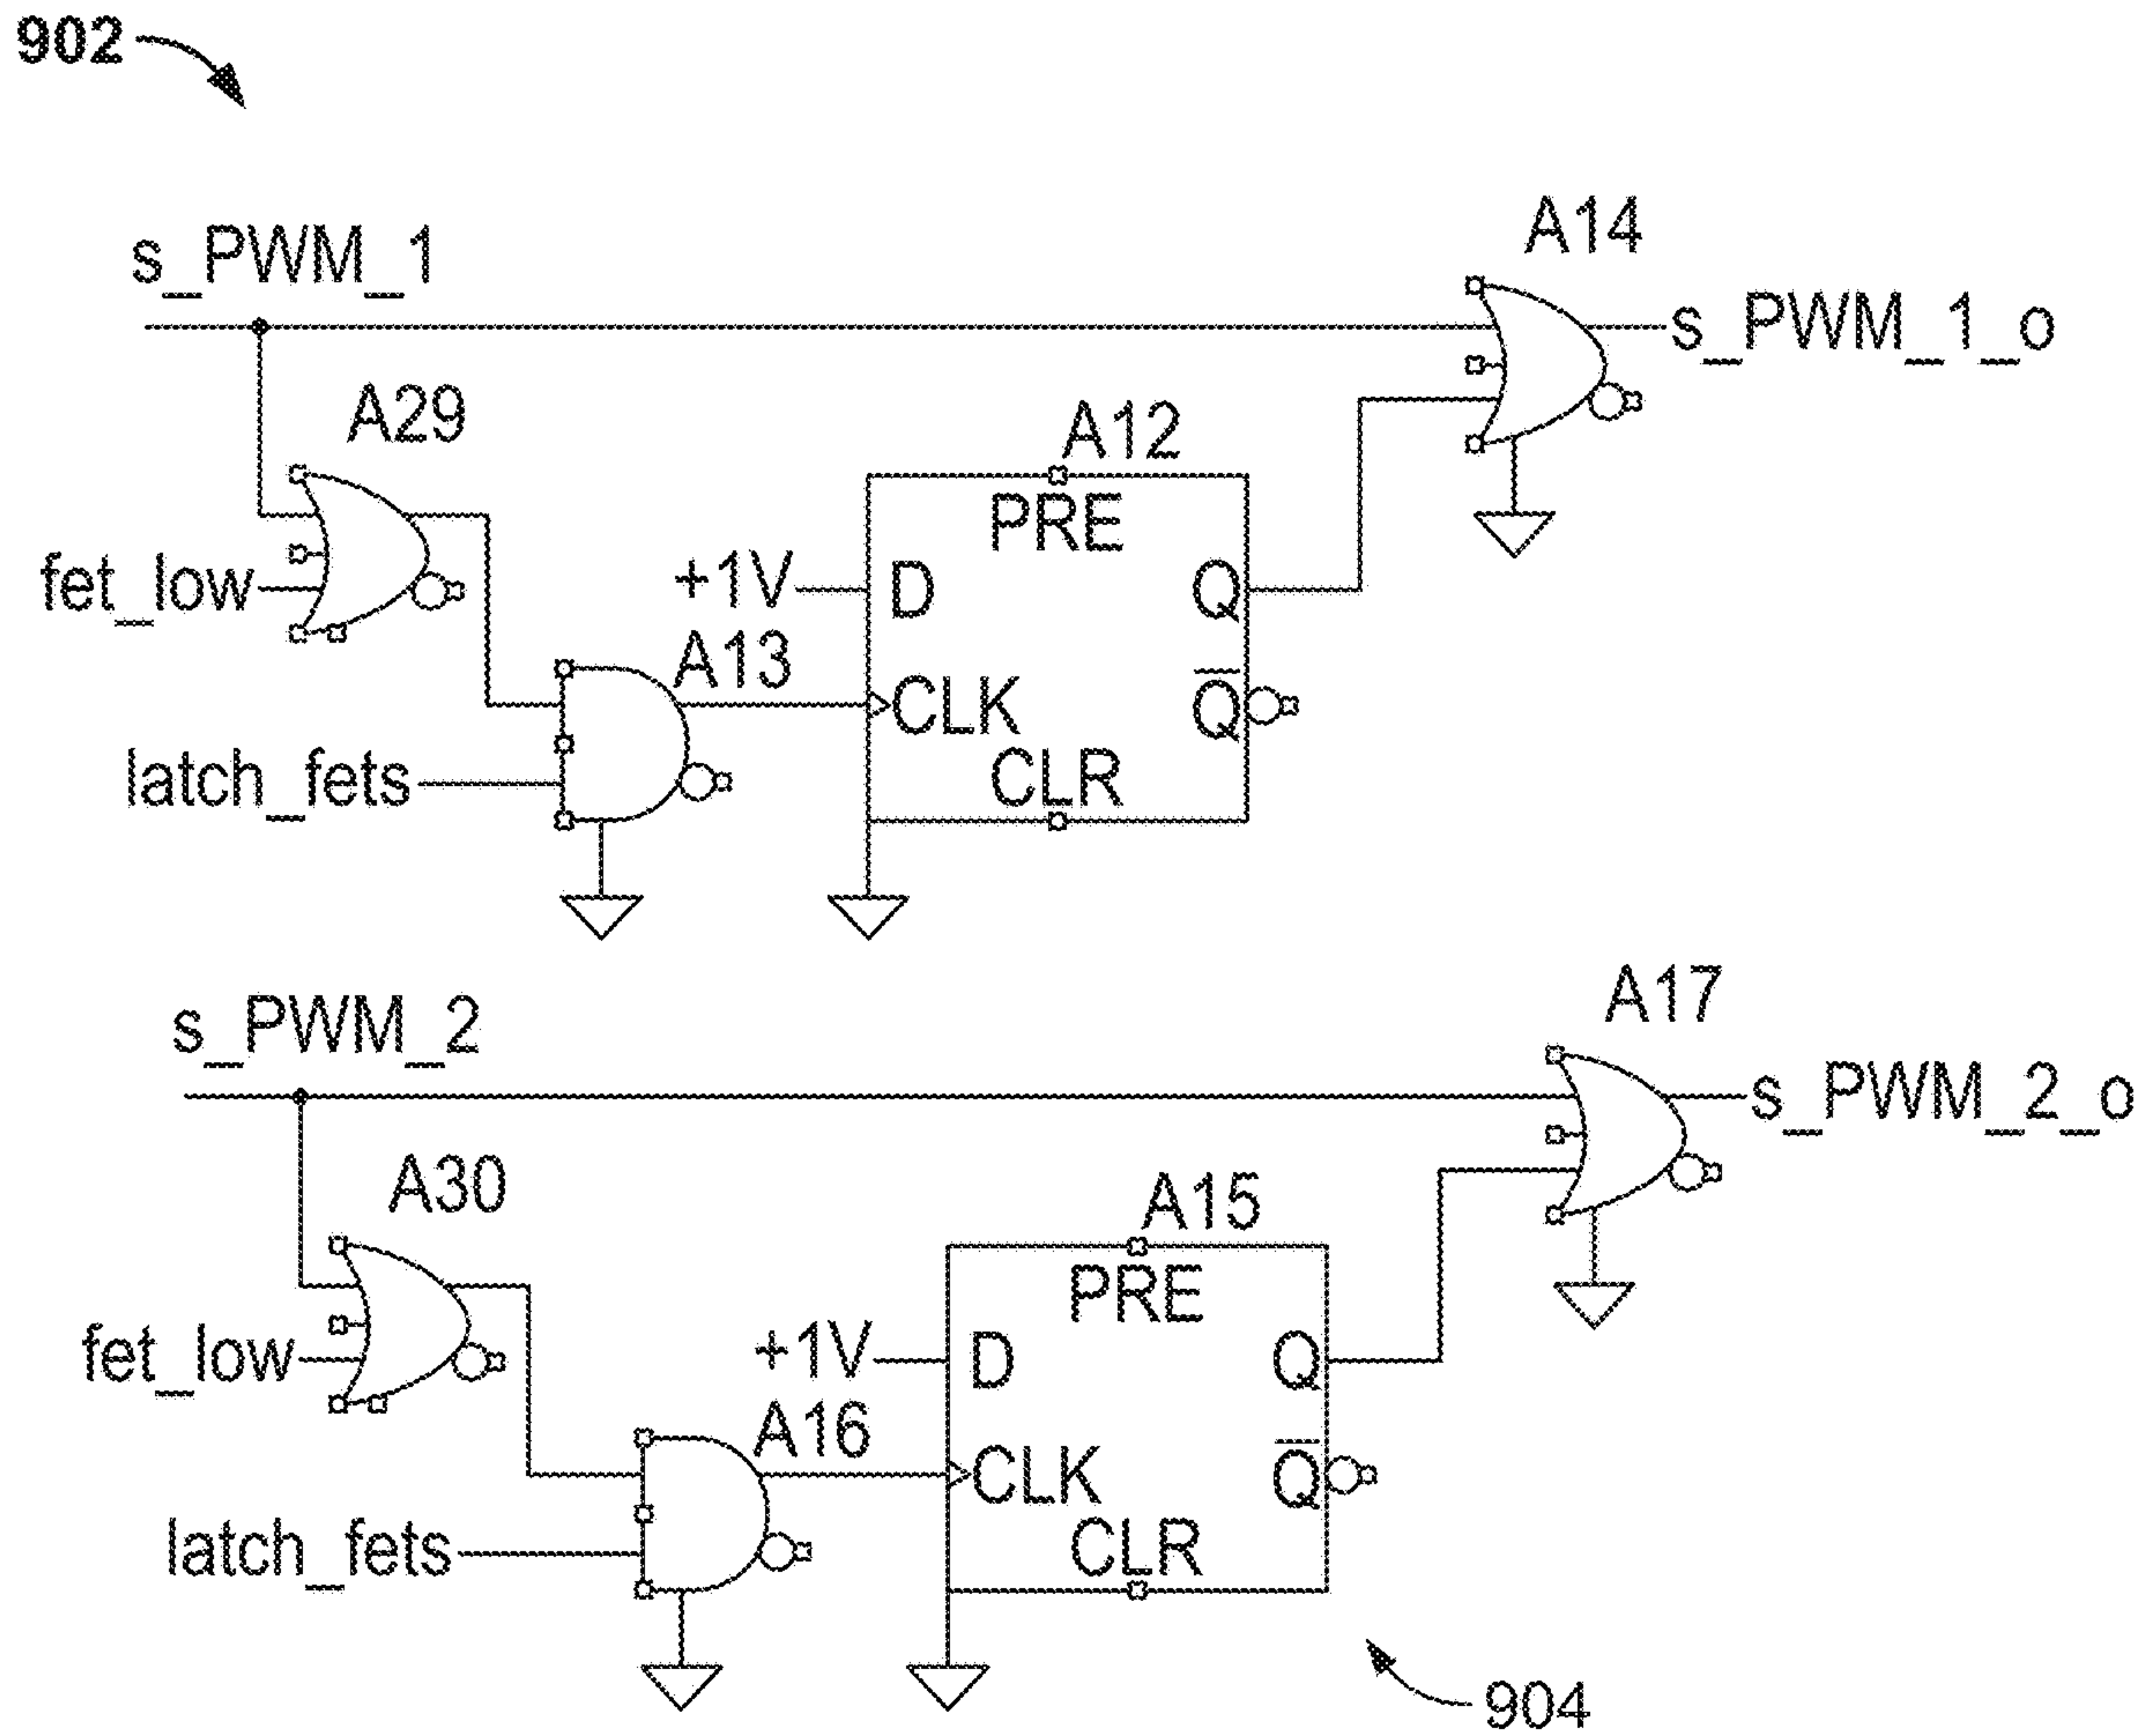 902
s_PWM_1
A14
s_PWM_1_o
A29
A12
PRE
fet_low
+1V
D
Q
A13
CLK
Q̅
latch_fets
CLR
s_PWM_2
A17
s_PWM_2_o
A30
A15
PRE
fet_low
+1V
D
Q
A16
CLK
Q̅
latch_fets
CLR
904